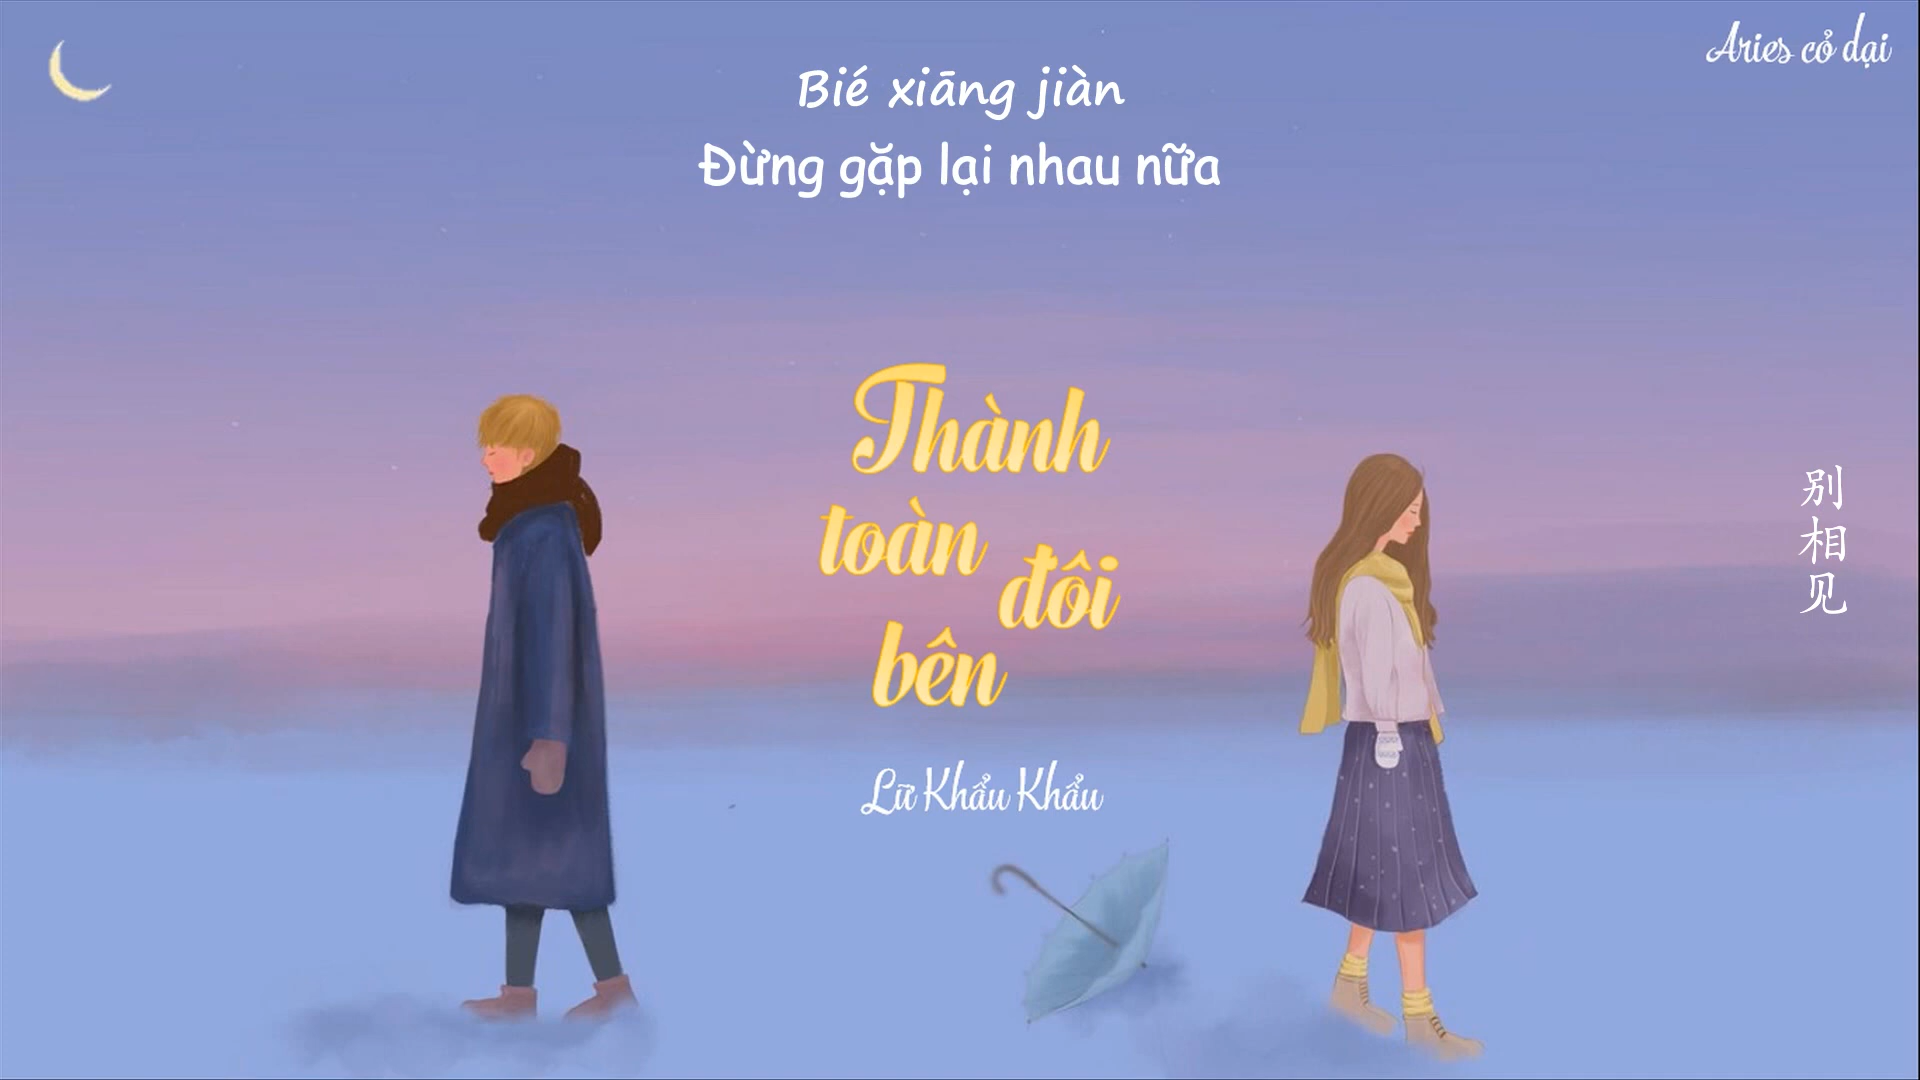 Aries cỏ dại
Bié xiāng jiàn
Đừng gặp lại nhau nữa
Thành
toàn
đôi
bên
Lữ Khẩu Khẩu
别相见